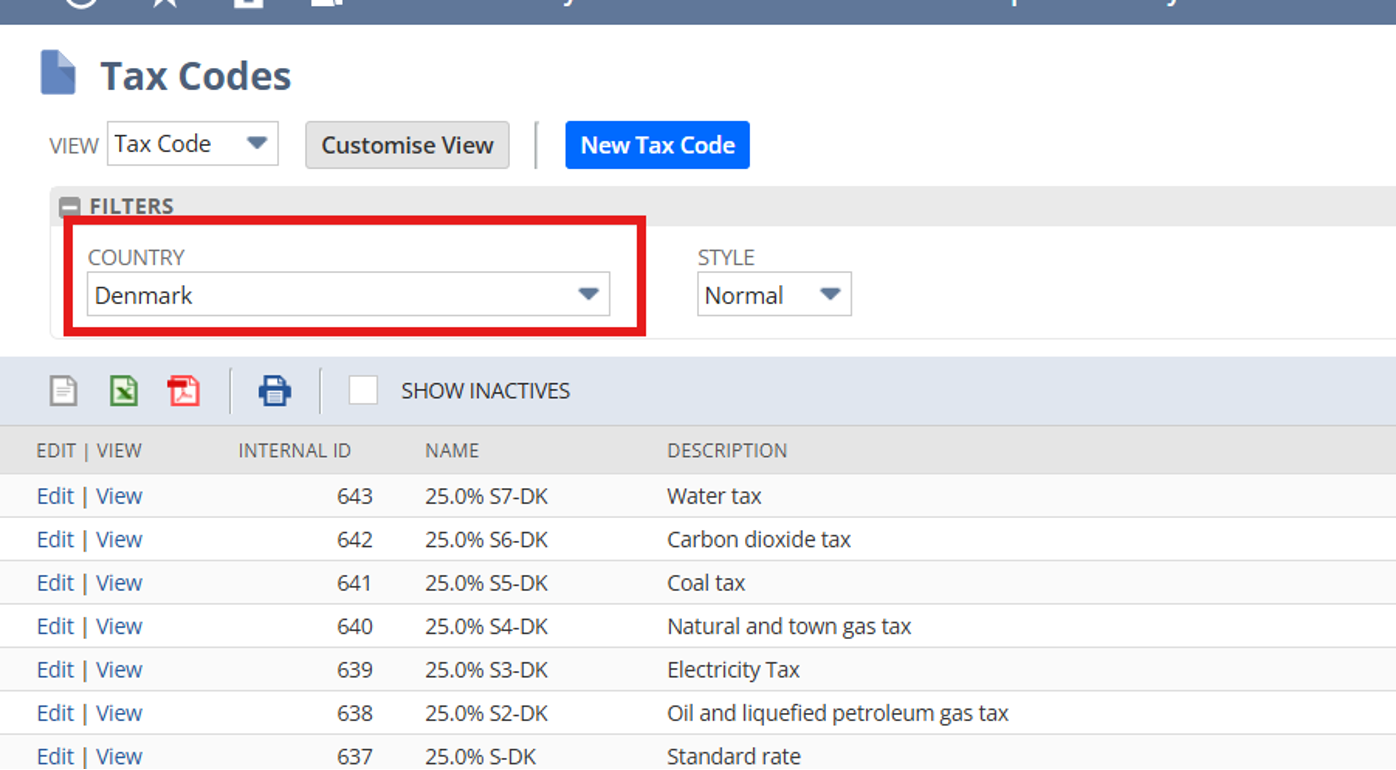 Tax Codes
VIEW Tax Code Customise View New Tax Code
FILTERS
COUNTRY STYLE
Denmark Normal
SHOW INACTIVES
EDIT | VIEW INTERNAL ID NAME DESCRIPTION
Edit | View 643 25.0% S7-DK Water tax
Edit | View 642 25.0% S6-DK Carbon dioxide tax
Edit | View 641 25.0% S5-DK Coal tax
Edit | View 640 25.0% S4-DK Natural and town gas tax
Edit | View 639 25.0% S3-DK Electricity Tax
Edit | View 638 25.0% S2-DK Oil and liquefied petroleum gas tax
Edit | View 637 25.0% S-DK Standard rate